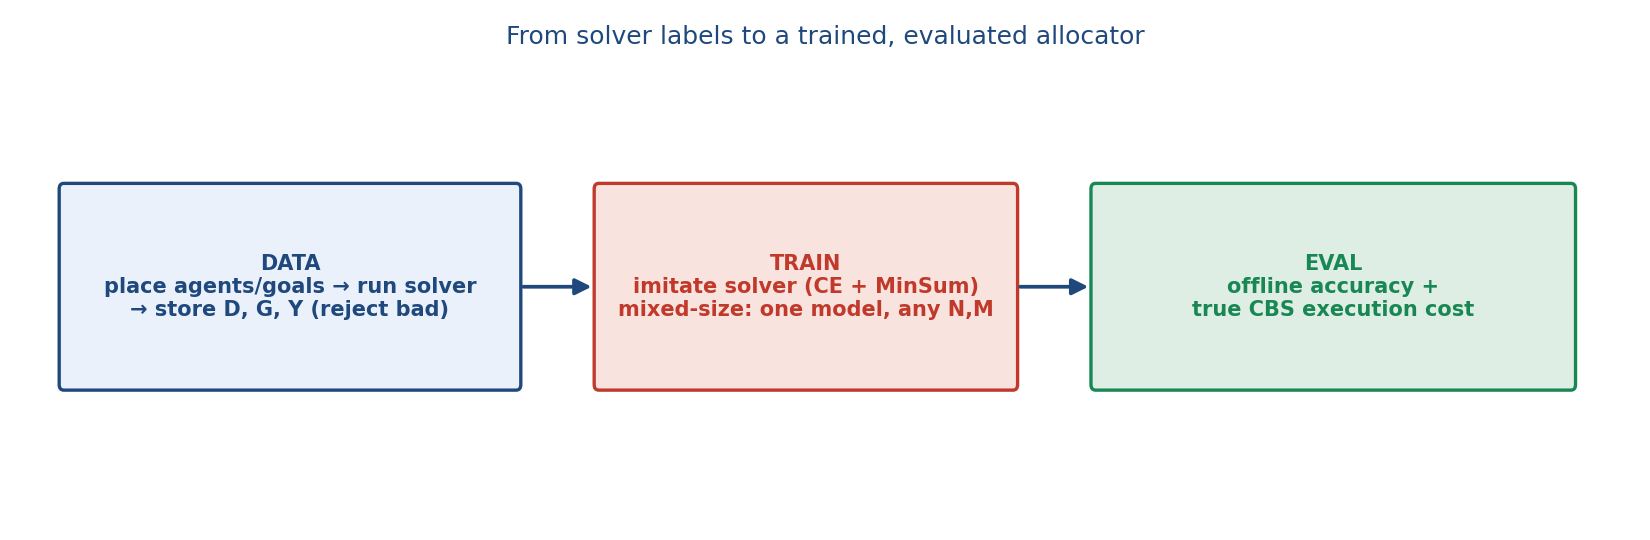 From solver labels to a trained, evaluated allocator
DATA
place agents/goals → run solver
→ store D, G, Y (reject bad)
TRAIN
imitate solver (CE + MinSum)
mixed-size: one model, any N,M
EVAL
offline accuracy +
true CBS execution cost